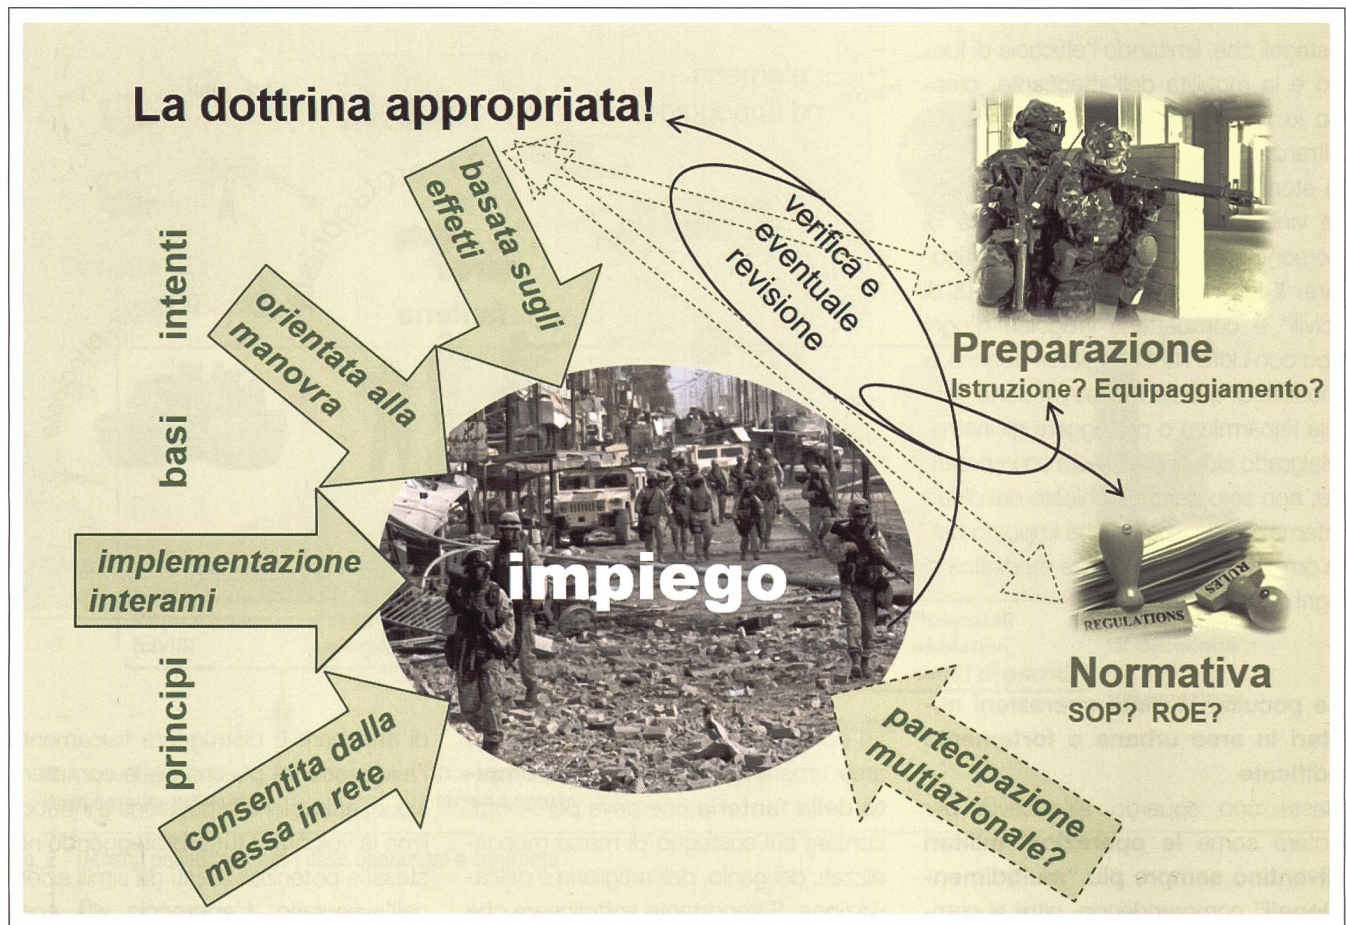 La dottrina appropriata!
basata sugli
effetti
orientata alla
manovra
implementazione
interami
consentita dalla
messa in rete
intenti
basi
principi
impiego
verifica e
eventuale
revisione
Preparazione
Istruzione? Equipaggiamento?
REGULATIONS
RULES
Normativa
SOP? ROE?
partecipazione
multiazionale?